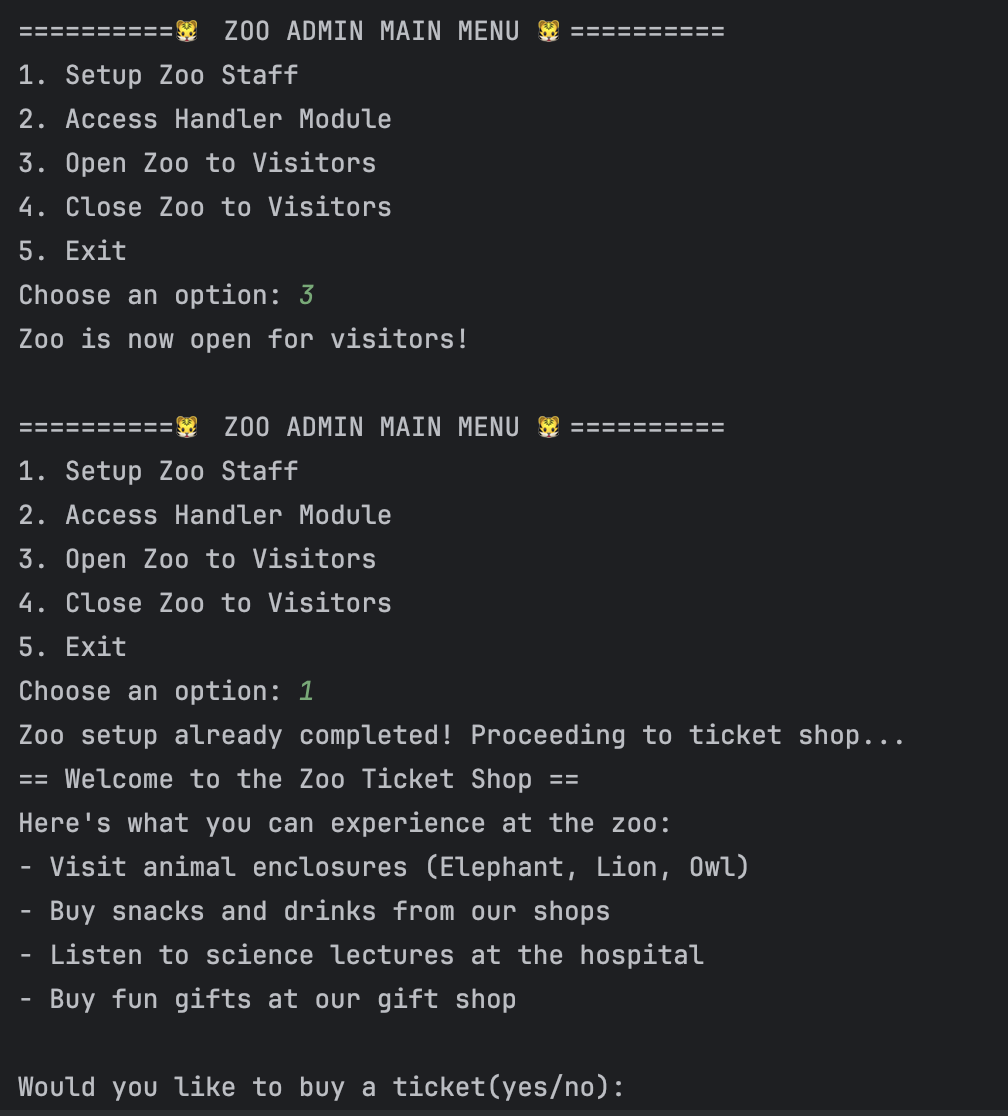 ==========🐯 ZOO ADMIN MAIN MENU 🐯==========
1. Setup Zoo Staff
2. Access Handler Module
3. Open Zoo to Visitors
4. Close Zoo to Visitors
5. Exit
Choose an option: 3
Zoo is now open for visitors!
==========🐯 ZOO ADMIN MAIN MENU 🐯==========
1. Setup Zoo Staff
2. Access Handler Module
3. Open Zoo to Visitors
4. Close Zoo to Visitors
5. Exit
Choose an option: 1
Zoo setup already completed! Proceeding to ticket shop...
== Welcome to the Zoo Ticket Shop ==
Here's what you can experience at the zoo:
- Visit animal enclosures (Elephant, Lion, Owl)
- Buy snacks and drinks from our shops
- Listen to science lectures at the hospital
- Buy fun gifts at our gift shop
Would you like to buy a ticket(yes/no):